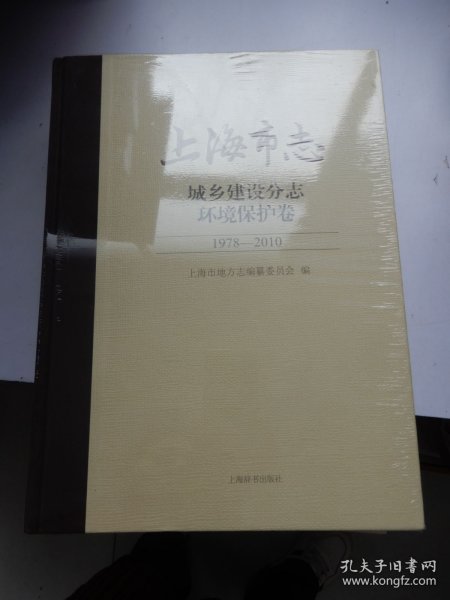 上海市志
城乡建设分志
环境保护卷
1978—2010
上海市地方志编纂委员会 编
上海辞书出版社
孔夫子旧书网
www.kongfz.com